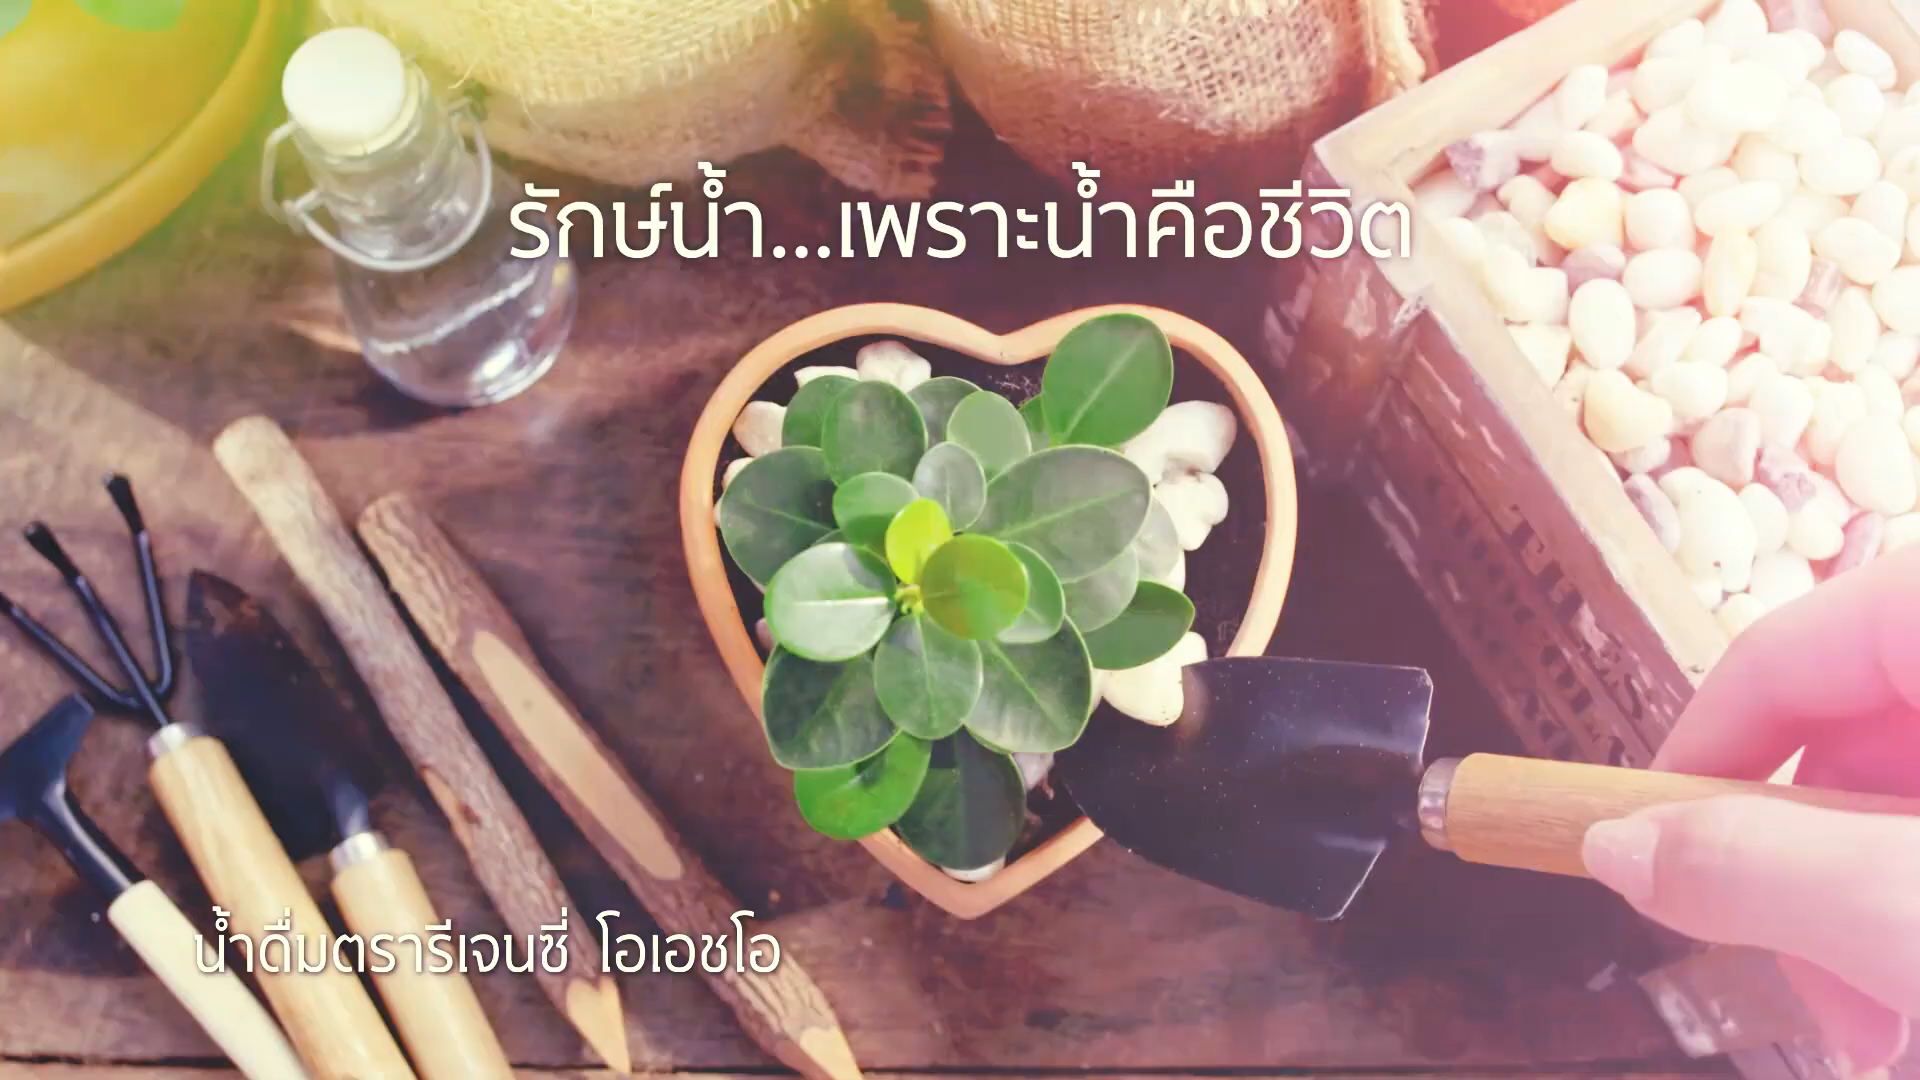 รักษ์น้ำ...เพราะน้ำคือชีวิต
น้ำดื่มตรารีเจนซี่ โอเอชโอ